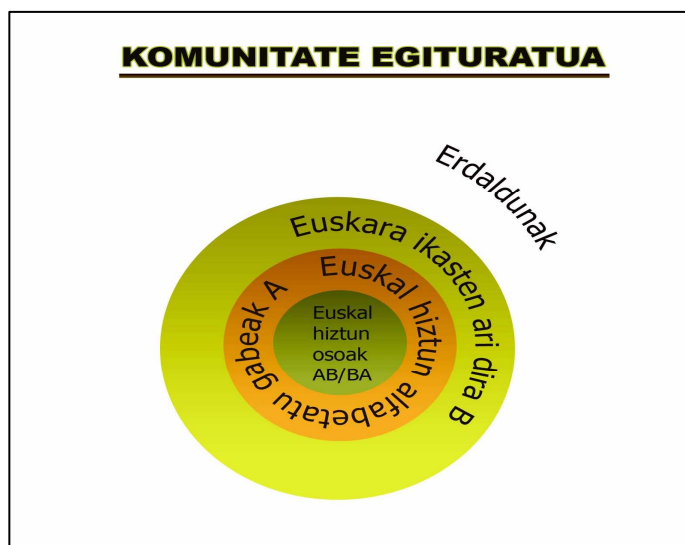 KOMUNITATE EGITURATUA
Erdaldunak
Euskara ikasten ari dira B
Euskal hiztun alfabetatu gabeak A
Euskal
hiztun
osoak
AB/BA